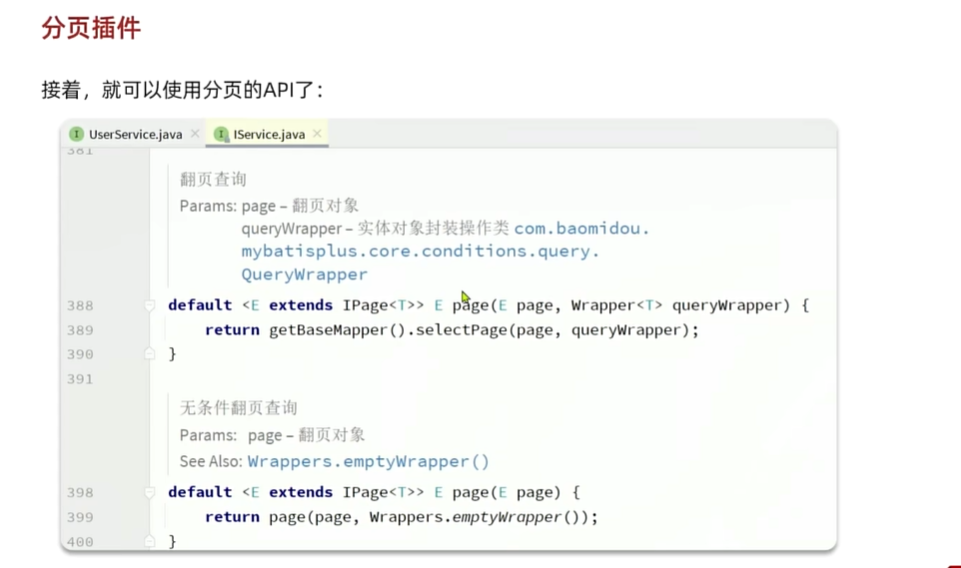 分页插件
接着，就可以使用分页的API了：
UserService.java
IService.java
381
翻页查询
Params: page – 翻页对象
queryWrapper – 实体对象封装操作类 com.baomidou.
mybatisplus.core.conditions.query.
QueryWrapper
388 default <E extends IPage<T>> E page(E page, Wrapper<T> queryWrapper) {
389 return getBaseMapper().selectPage(page, queryWrapper);
390 }
391
无条件翻页查询
Params: page – 翻页对象
See Also: Wrappers.emptyWrapper()
398 default <E extends IPage<T>> E page(E page) {
399 return page(page, Wrappers.emptyWrapper());
400 }